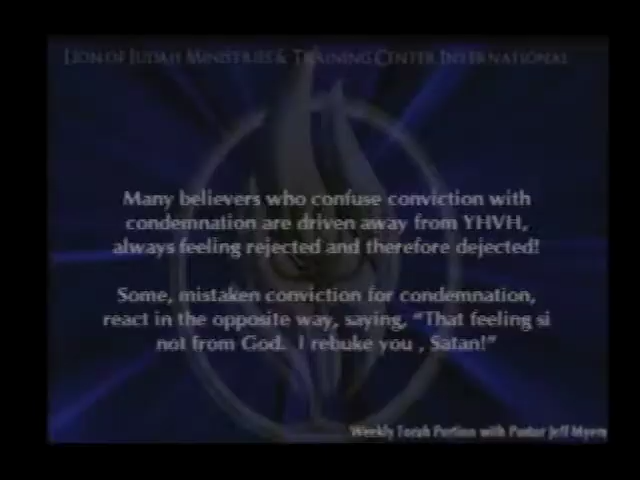 LION OF JUDAH MINISTRIES & TRAINING CENTER INTERNATIONAL
Many believers who confuse conviction with
condemnation are driven away from YHVH,
always feeling rejected and therefore dejected!
Some, mistaken conviction for condemnation,
react in the opposite way, saying, “That feeling si
not from God.  I rebuke you , Satan!”
Weekly Torah Portion with Pastor Jeff Myers